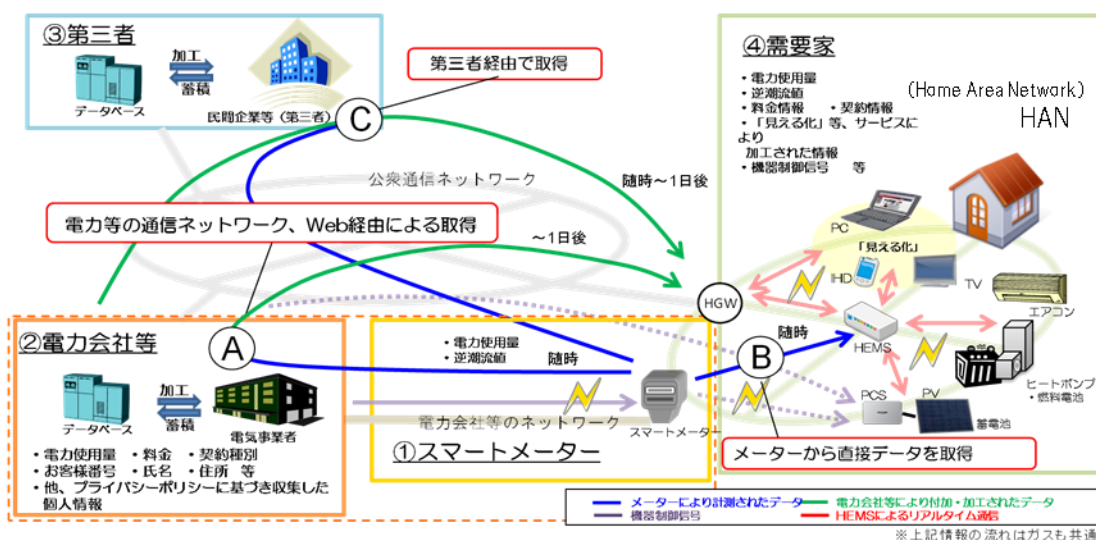 ③第三者
加工
蓄積
データベース
民間企業等（第三者）
第三者経由で取得
C
公衆通信ネットワーク
随時～1日後
電力等の通信ネットワーク、Web経由による取得
～1日後
②電力会社等
A
加工
蓄積
データベース
電気事業者
・電力使用量　・料金　・契約種別
・お客様番号　・氏名　・住所　等
・他、プライバシーポリシーに基づき収集した
個人情報
・電力使用量
・逆潮流値
随時
電力会社等のネットワーク
スマートメーター
①スマートメーター
④需要家
・電力使用量
・逆潮流値
・料金情報　・契約情報
・「見える化」等、サービスに
より
加工された情報
・機器制御信号　等
(Home Area Network)
HAN
PC
「見える化」
IHD
TV
エアコン
HGW
随時
B
HEMS
ヒートポンプ
・燃料電池
PCS
PV
蓄電池
メーターから直接データを取得
メーターにより計測されたデータ
電力会社等により付加・加工されたデータ
機器制御信号
HEMSによるリアルタイム通信
※上記情報の流れはガスも共通